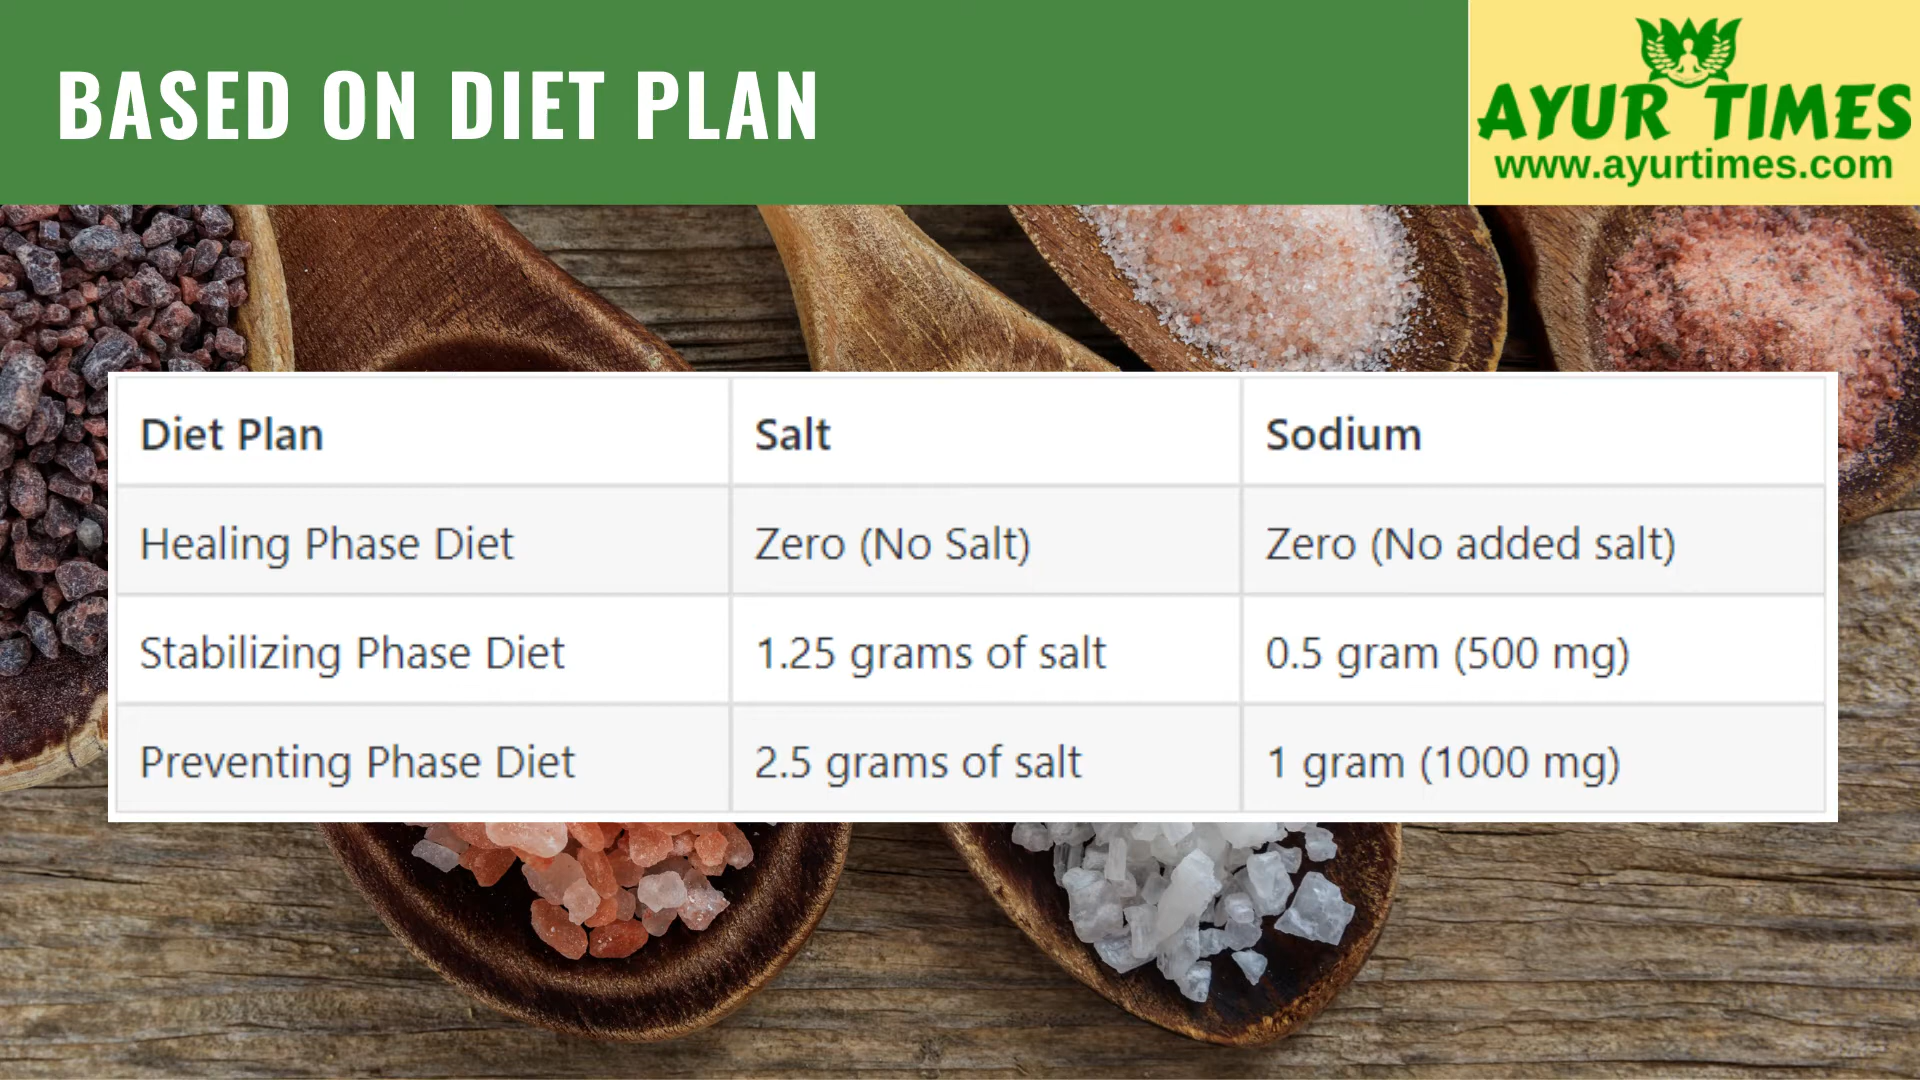 BASED ON DIET PLAN
AYUR TIMES
www.ayurtimes.com
Diet Plan Salt Sodium
Healing Phase Diet Zero (No Salt) Zero (No added salt)
Stabilizing Phase Diet 1.25 grams of salt 0.5 gram (500 mg)
Preventing Phase Diet 2.5 grams of salt 1 gram (1000 mg)